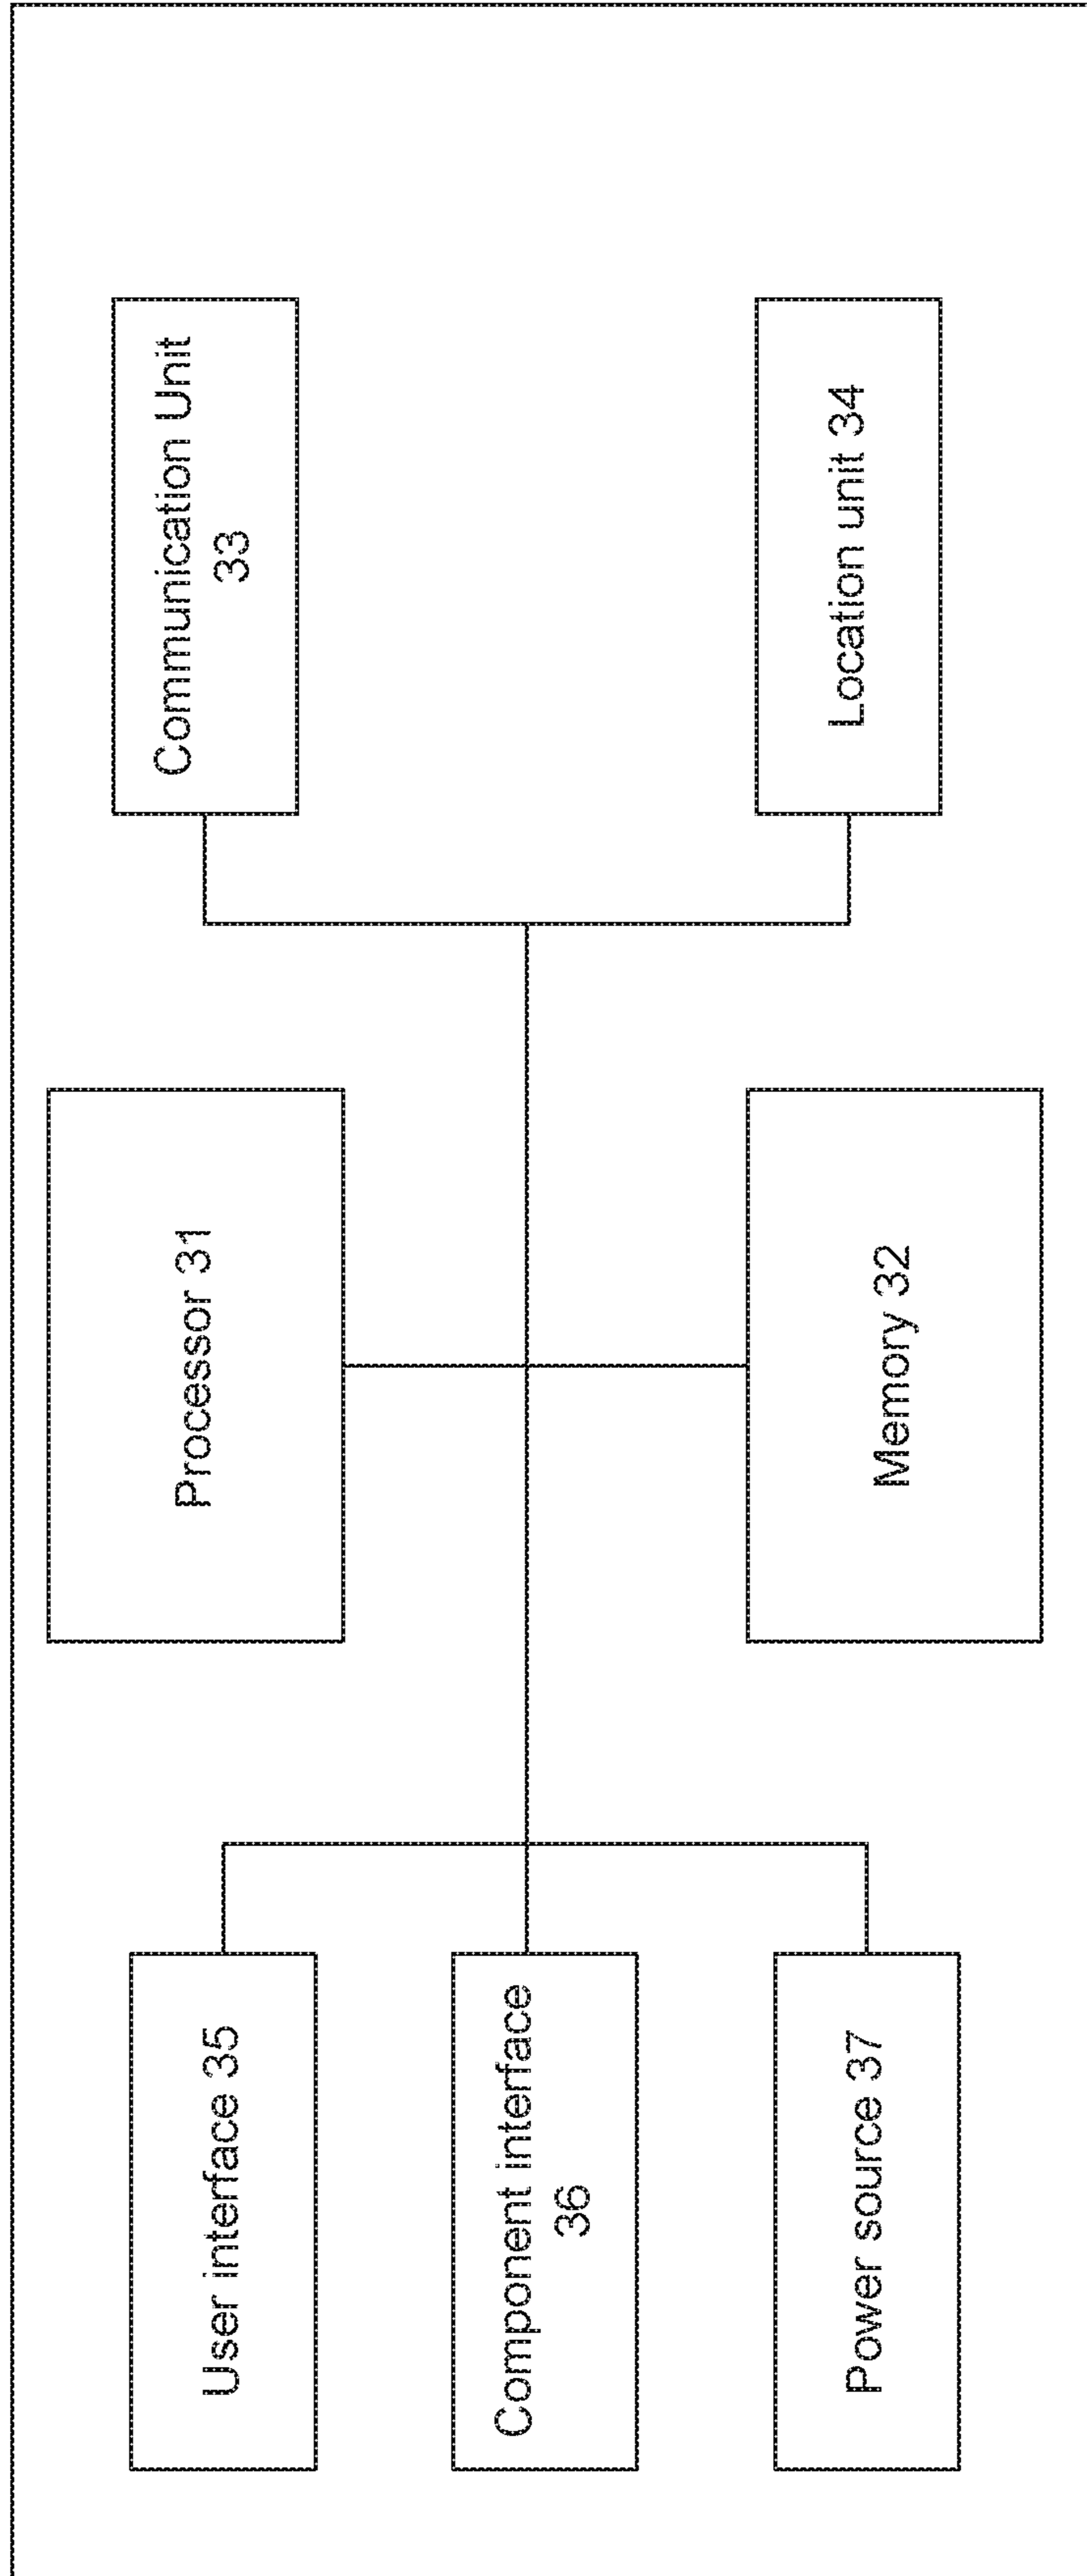 User interface 35
Component interface
36
Power source 37
Processor 31
Memory 32
Communication Unit
33
Location unit 34